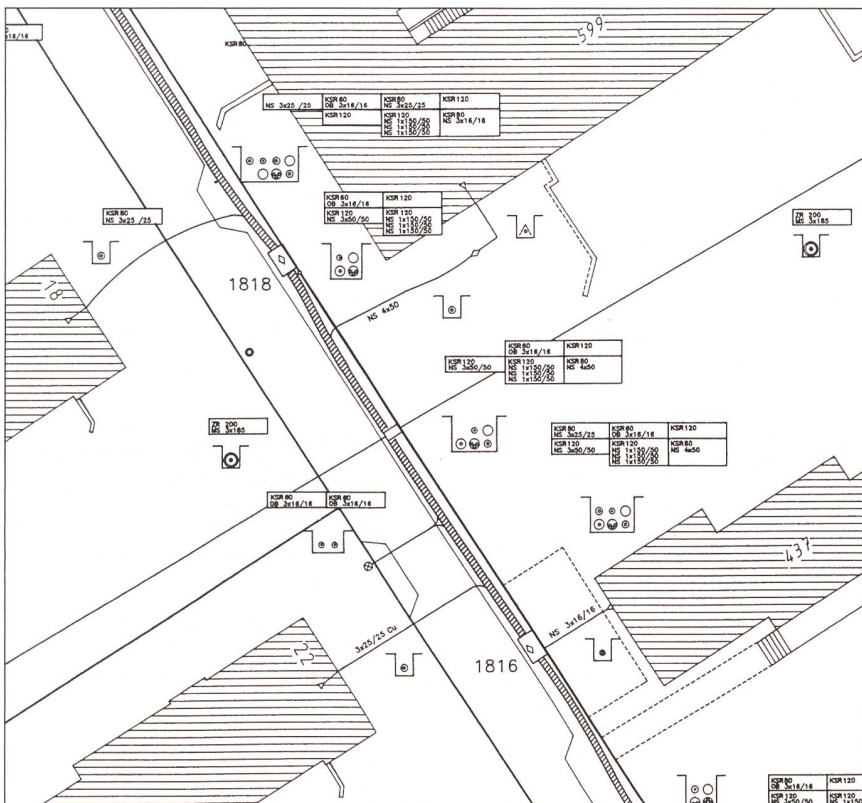 x16/16
599
KSR 80
NS 3x25 /25
KSR 60
OB 3x16/16
KSR 80
NS 3x25/25
KSR 120
KSR 120
KSR 120
NS 1x150/50
NS 1x150/50
NS 1x150/50
KSR 80
NS 3x16/16
KSR 60
OB 3x16/16
KSR 120
KSR 120
NS 3x50/50
KSR 120
NS 1x150/50
NS 1x150/50
NS 1x150/50
KSR 80
NS 3x25 /25
ZR 200
MS 3x185
18
1818
NS 4x50
KSR 60
OB 3x16/16
KSR 120
KSR 120
NS 3x50/50
KSR 120
NS 1x150/50
NS 1x150/50
NS 1x150/50
KSR 80
NS 4x50
ZR 200
MS 3x185
KSR 80
NS 3x25/25
KSR 60
OB 3x16/16
KSR 120
KSR 120
NS 3x50/50
KSR 120
NS 1x150/50
NS 1x150/50
NS 1x150/50
KSR 80
NS 4x50
KSR 60
OB 3x16/16
KSR 60
OB 3x16/16
437
3x25/25 Cu
NS 3x16/16
22
1816
KSR 80
OB 3x16/16
KSR 120
KSR 120
NS 3x50/50
KSR 120
NS 1x150